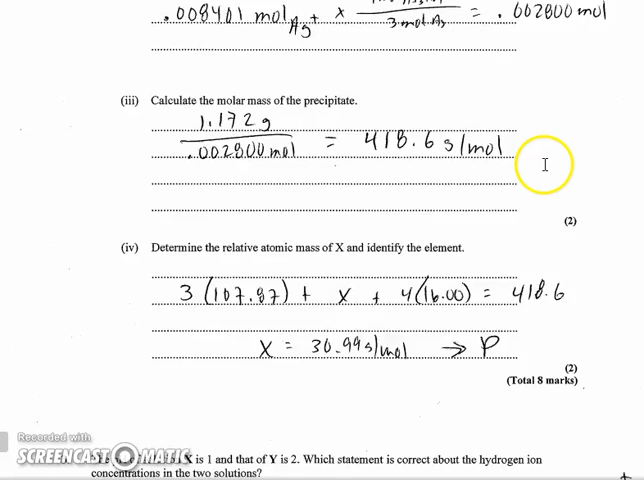 .008401 mol Ag+ x 3 mol Ag = .002800 mol
(iii) Calculate the molar mass of the precipitate.
1.172 g
.002800 mol = 418.6 g/mol
(2)
(iv) Determine the relative atomic mass of X and identify the element.
3 (107.87) + X + 4(16.00) = 418.6
X = 30.99 g/mol → P
(2)
(Total 8 marks)
Recorded with
SCREENCAST MATIC
X is 1 and that of Y is 2. Which statement is correct about the hydrogen ion
concentrations in the two solutions?